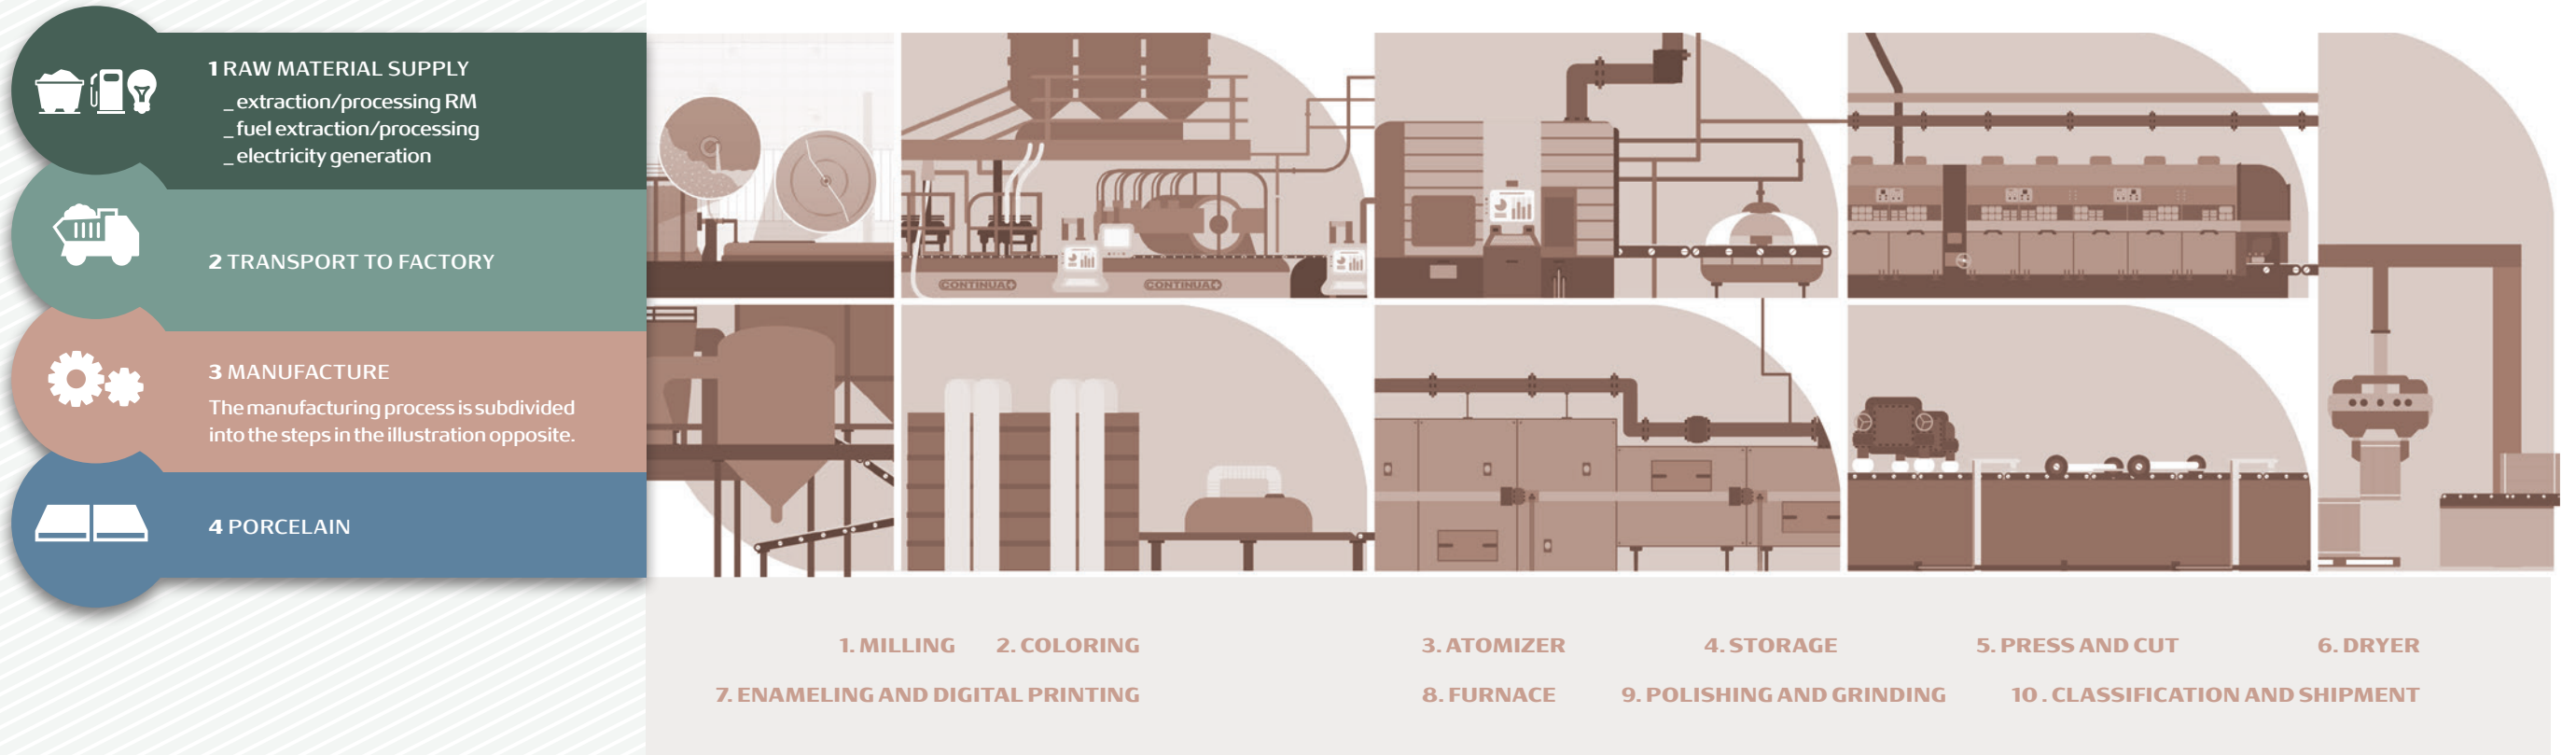 1 RAW MATERIAL SUPPLY
_ extraction/processing RM
_ fuel extraction/processing
_ electricity generation
2 TRANSPORT TO FACTORY
3 MANUFACTURE
The manufacturing process is subdivided
into the steps in the illustration opposite.
4 PORCELAIN
CONTINUA
CONTINUA
1. MILLING 2. COLORING 3. ATOMIZER 4. STORAGE 5. PRESS AND CUT 6. DRYER
7. ENAMELING AND DIGITAL PRINTING 8. FURNACE 9. POLISHING AND GRINDING 10 . CLASSIFICATION AND SHIPMENT